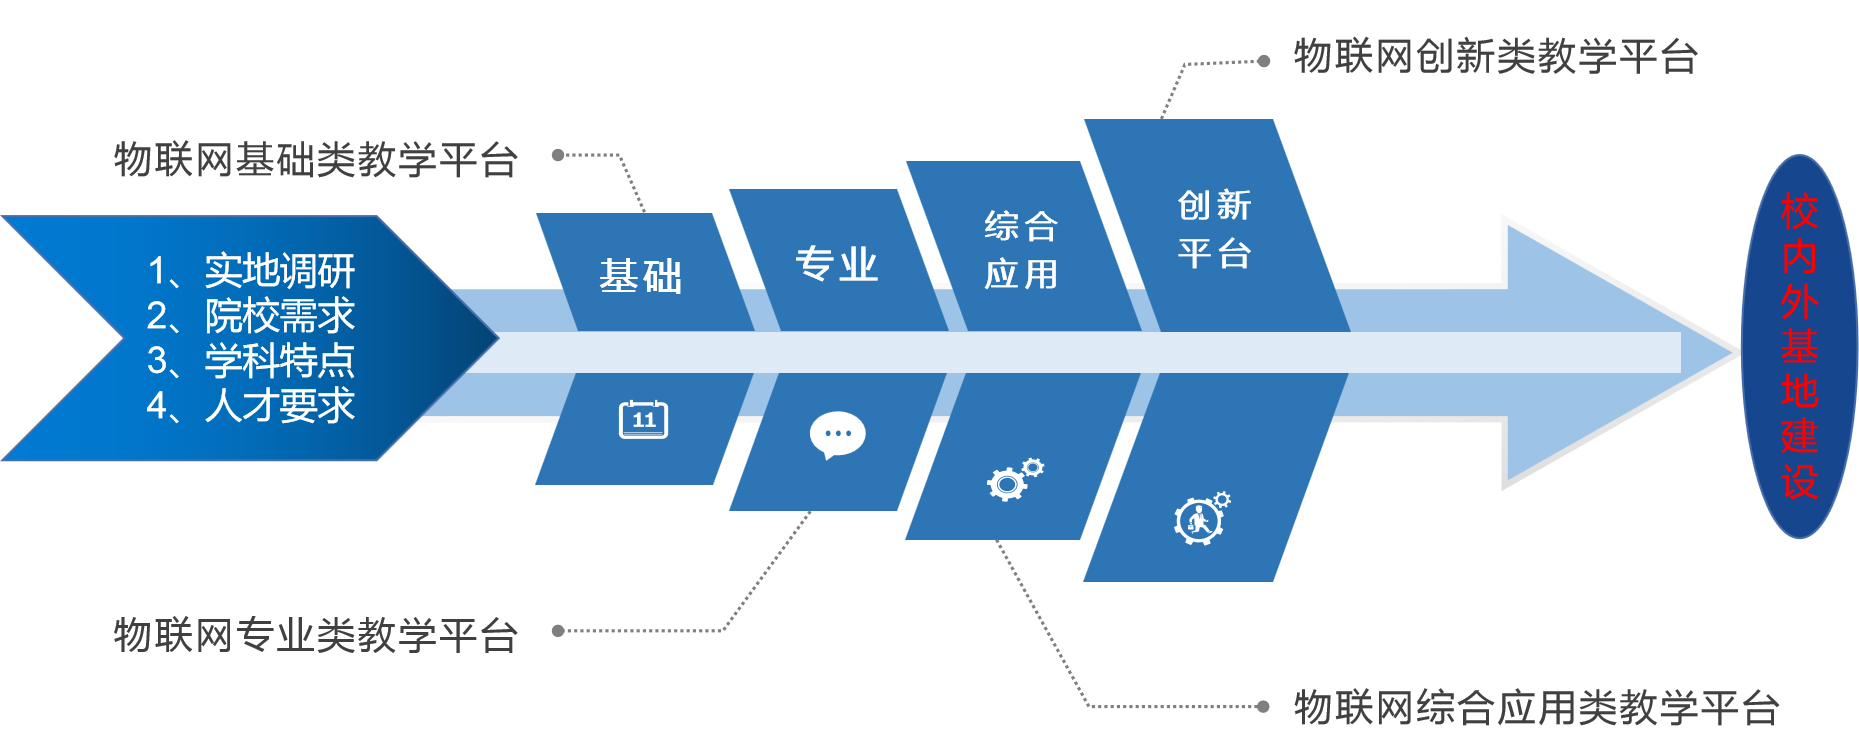 物联网创新类教学平台
物联网基础类教学平台
1、实地调研
2、院校需求
3、学科特点
4、人才要求
基础
专业
综合
应用
创新
平台
11
校内外基地建设
物联网专业类教学平台
物联网综合应用类教学平台